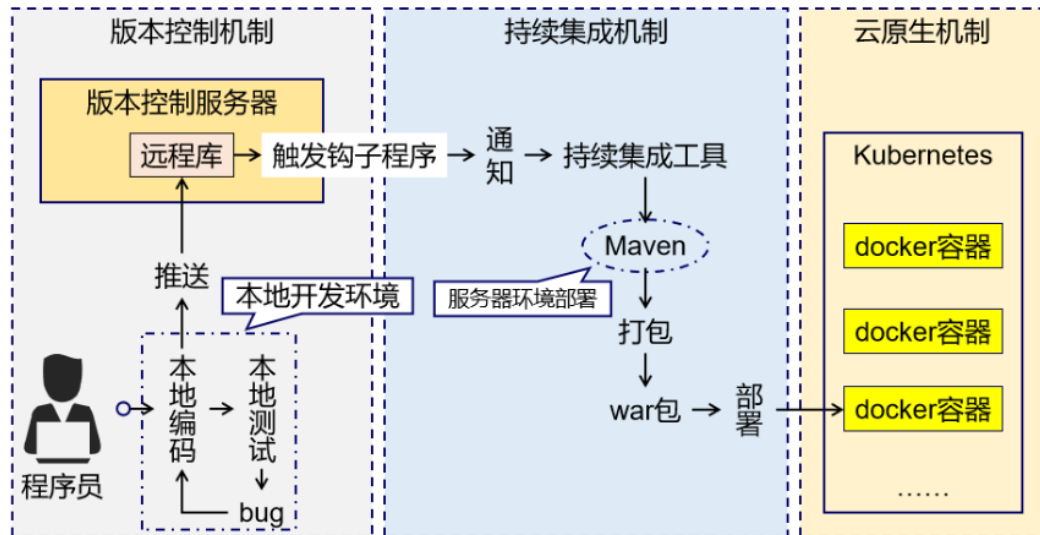 版本控制机制
版本控制服务器
远程库
触发钩子程序
推送
本地开发环境
本地编码
本地测试
bug
程序员
持续集成机制
通知
持续集成工具
Maven
服务器环境部署
打包
war包
部署
云原生机制
Kubernetes
docker容器
docker容器
docker容器
……